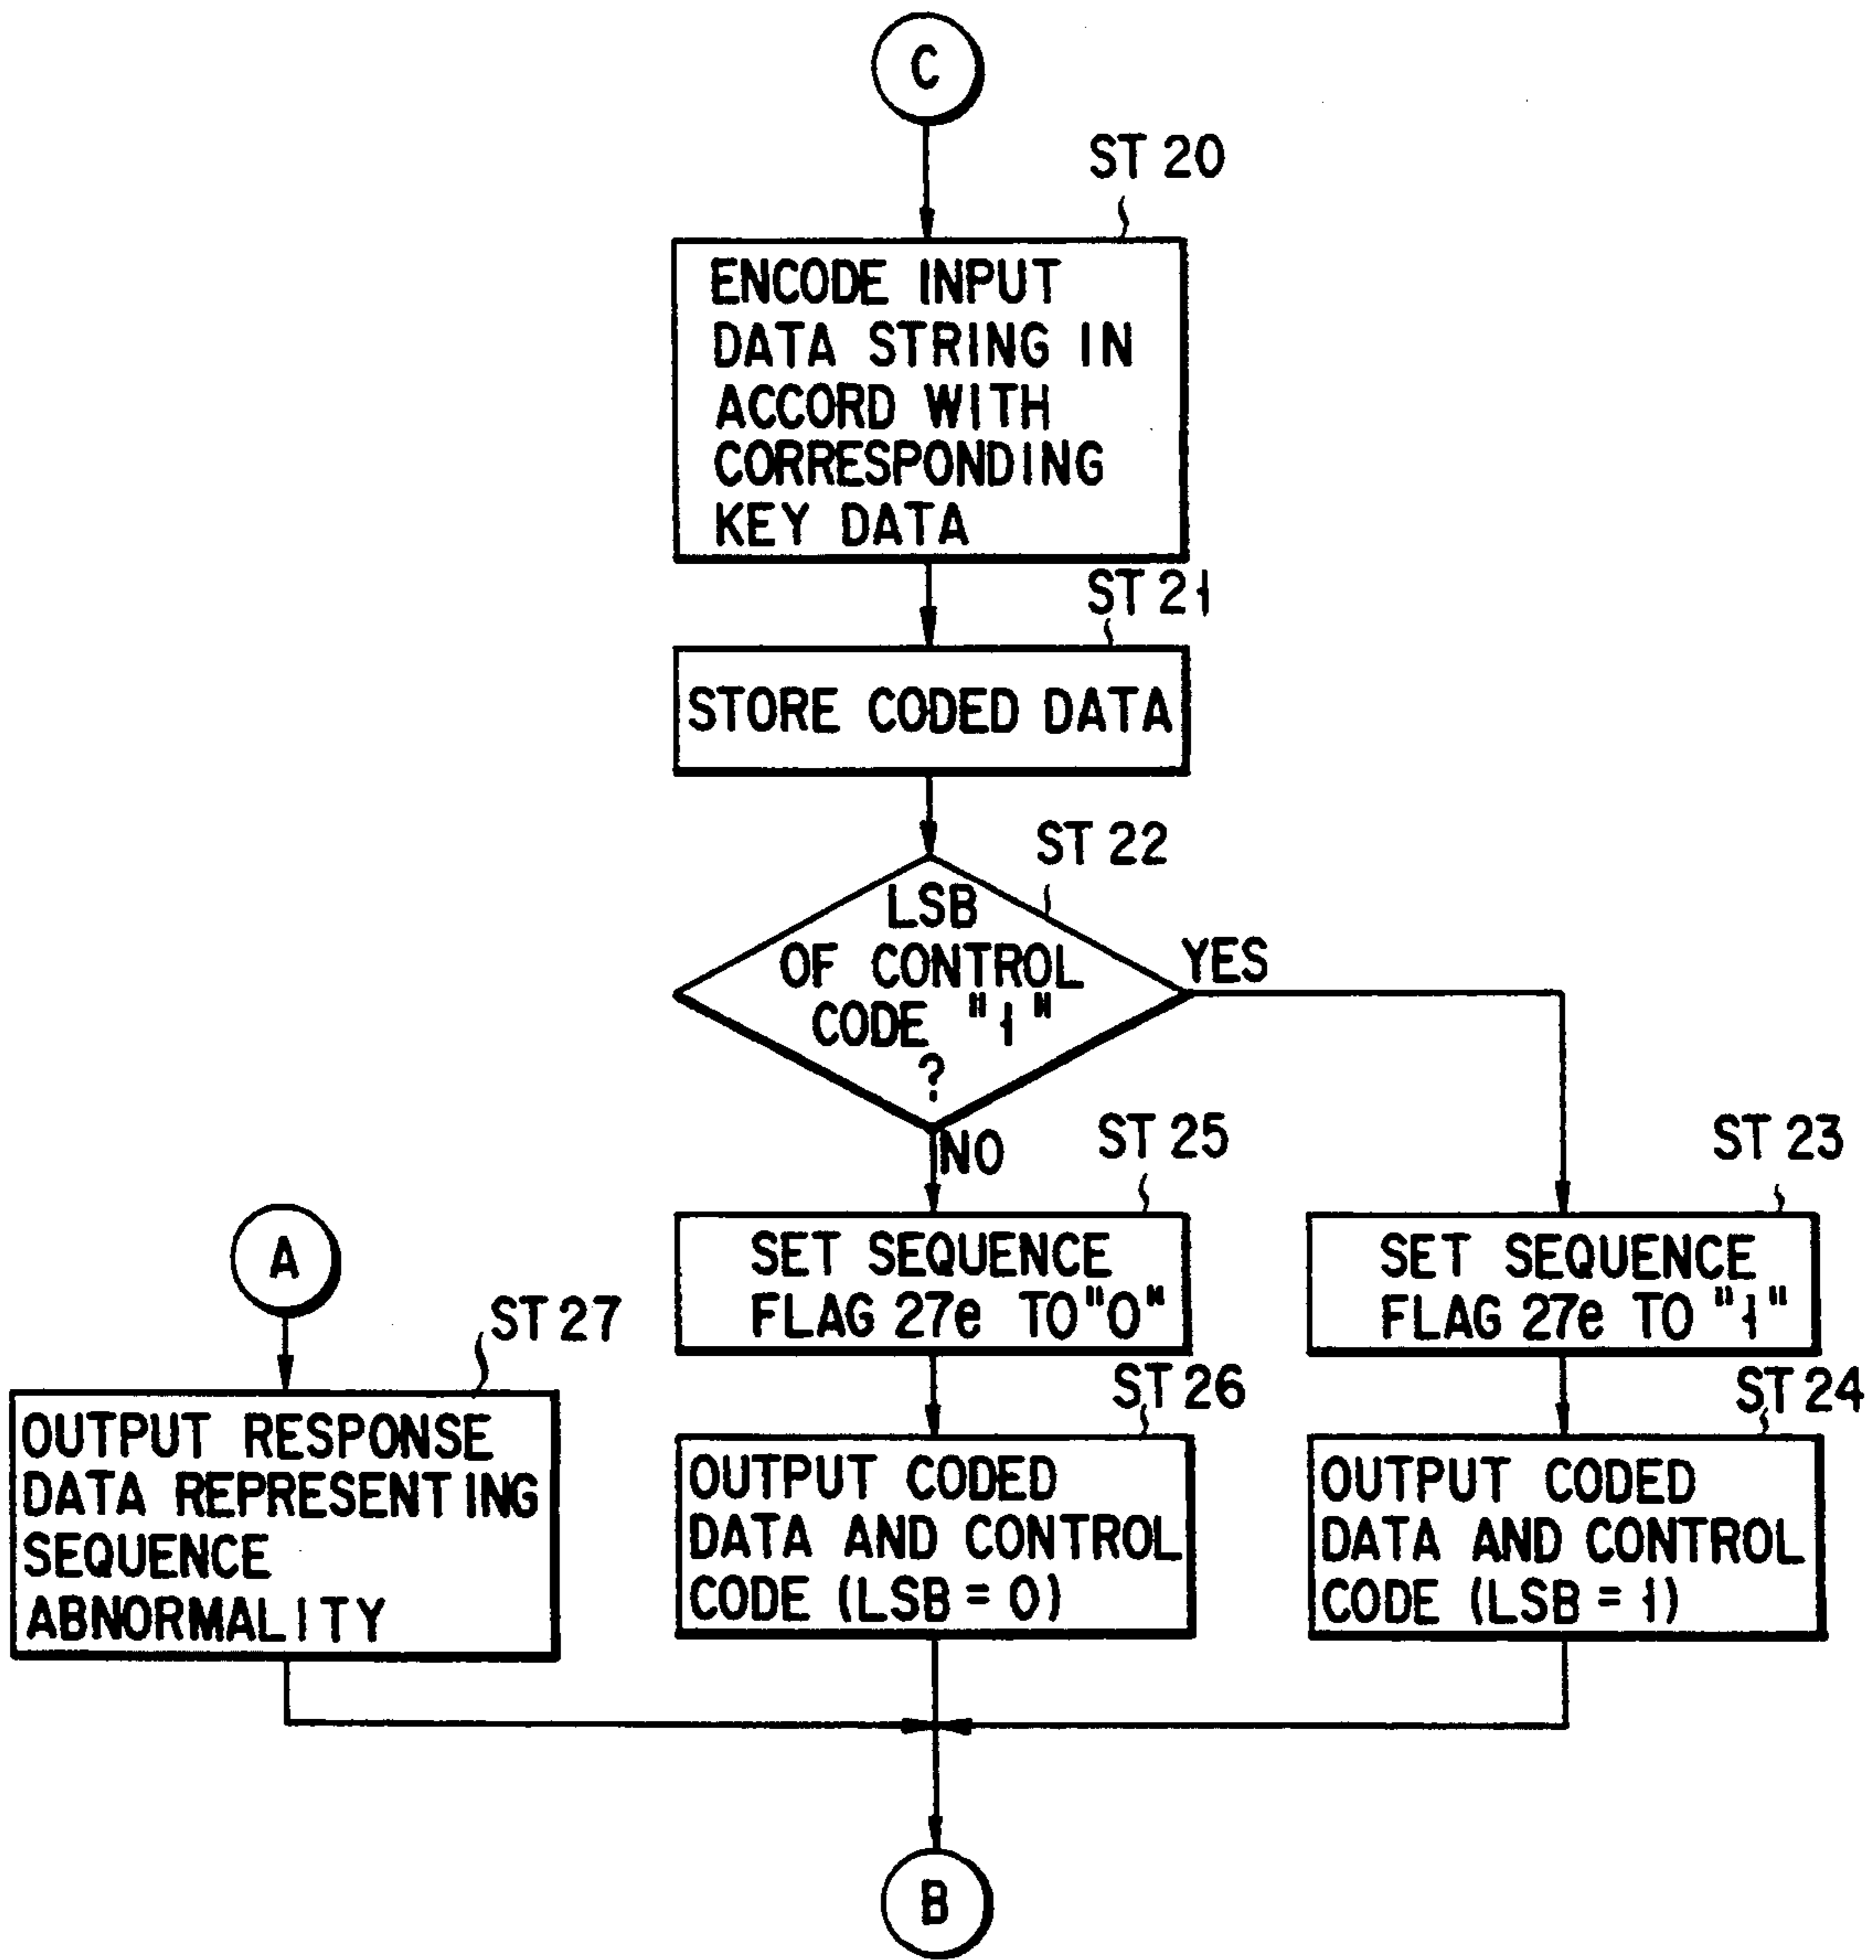 C
ST 20
ENCODE INPUT
DATA STRING IN
ACCORD WITH
CORRESPONDING
KEY DATA
ST 21
STORE CODED DATA
ST 22
LSB
OF CONTROL
CODE "1"
?
YES
NO
ST 25
SET SEQUENCE
FLAG 27e TO "0"
ST 23
SET SEQUENCE
FLAG 27e TO "1"
A
ST 27
OUTPUT RESPONSE
DATA REPRESENTING
SEQUENCE
ABNORMALITY
ST 26
OUTPUT CODED
DATA AND CONTROL
CODE (LSB = 0)
ST 24
OUTPUT CODED
DATA AND CONTROL
CODE (LSB = 1)
B